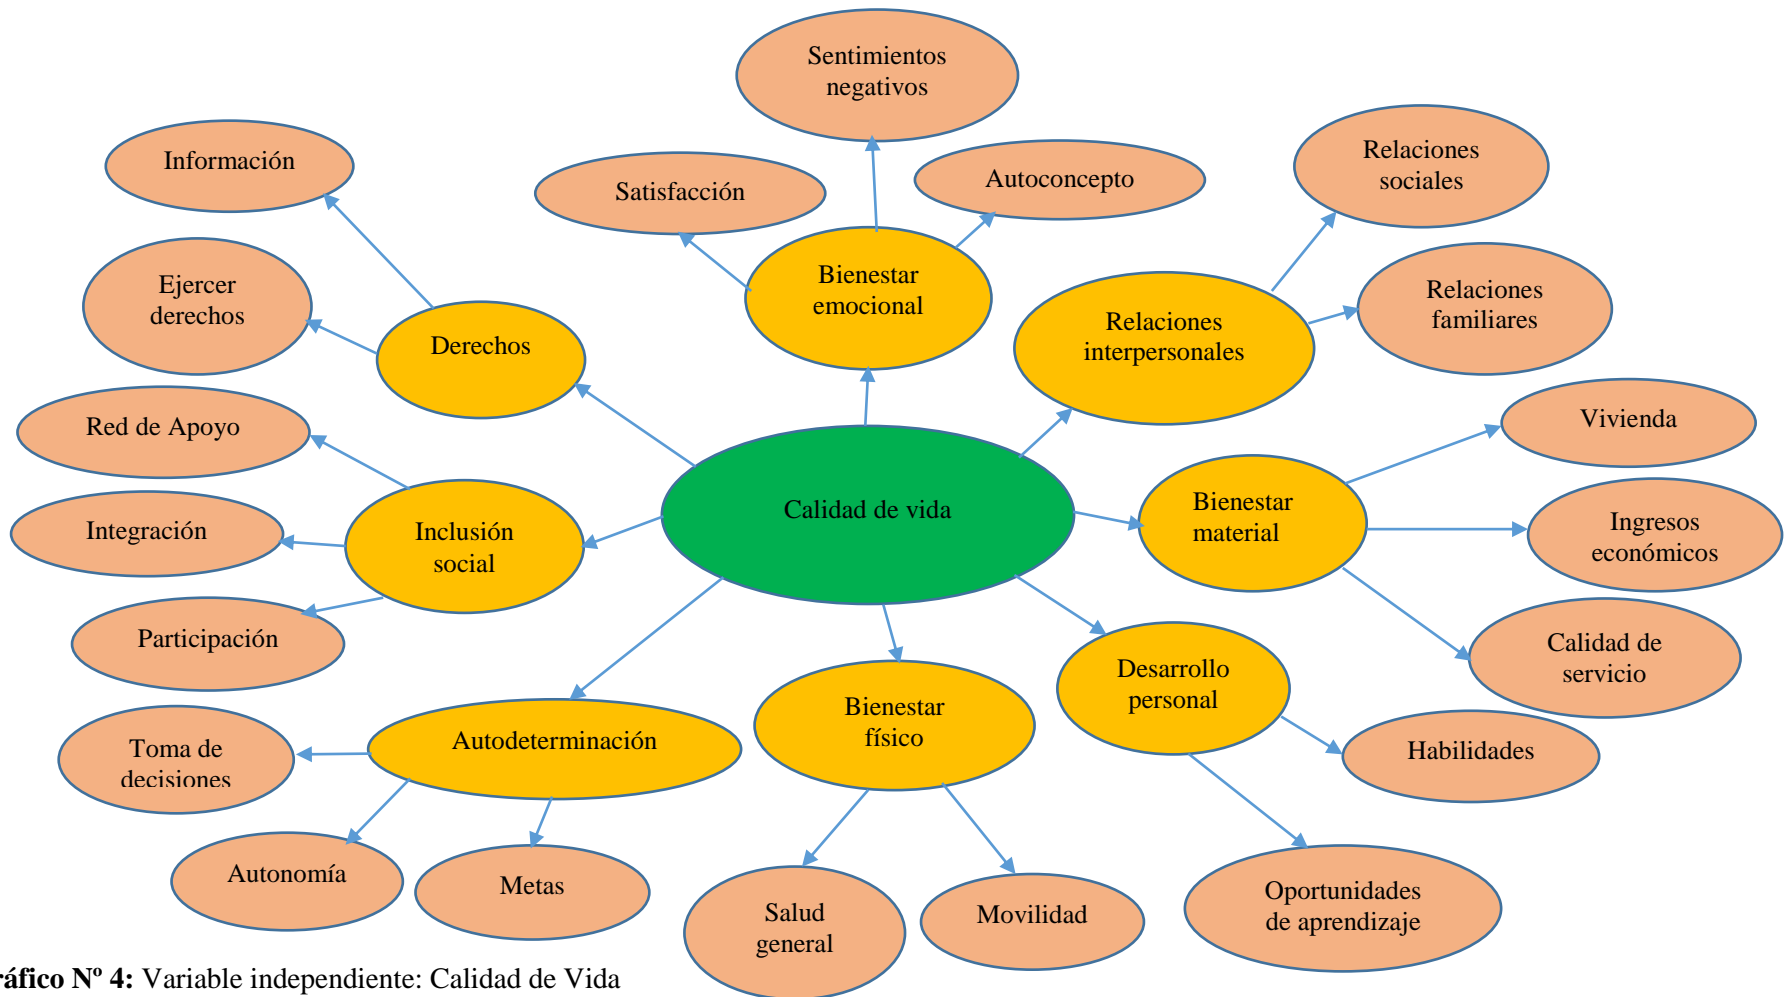 Sentimientos
negativos
Información
Satisfacción
Autoconcepto
Relaciones
sociales
Ejercer
derechos
Bienestar
emocional
Relaciones
familiares
Derechos
Relaciones
interpersonales
Red de Apoyo
Vivienda
Calidad de vida
Bienestar
material
Integración
Inclusión
social
Ingresos
económicos
Participación
Desarrollo
personal
Calidad de
servicio
Toma de
decisiones
Autodeterminación
Bienestar
físico
Habilidades
Autonomía
Metas
Salud
general
Movilidad
Oportunidades
de aprendizaje
ráfico Nº 4: Variable independiente: Calidad de Vida